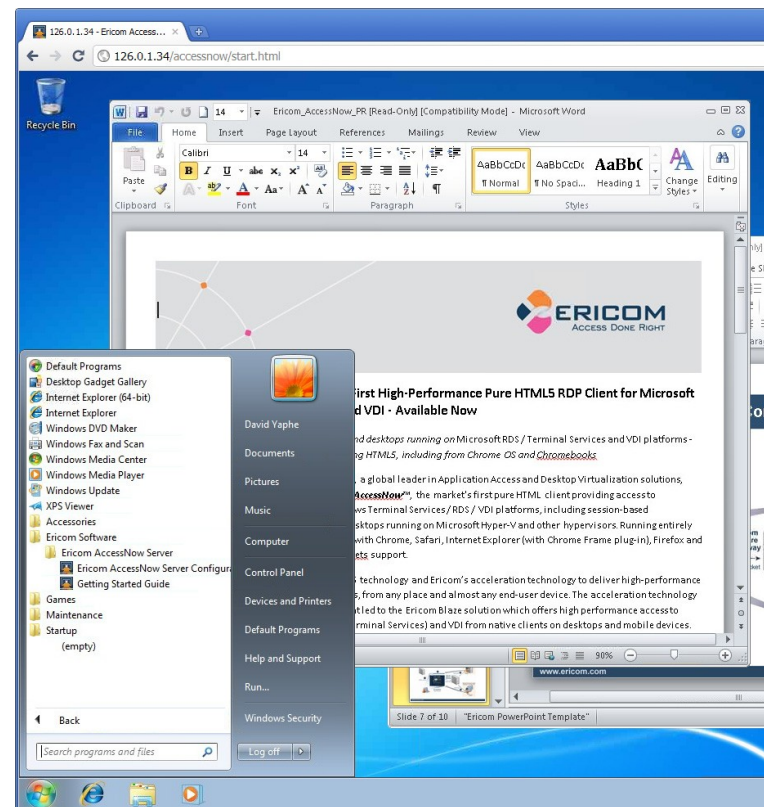 126.0.1.34 - Ericom Access...
126.0.1.34/accessnow/start.html
Recycle Bin
14
Ericom_AccessNow_PR [Read-Only] [Compatibility Mode] - Microsoft Word
File Home Insert Page Layout References Mailings Review View
Paste
Calibri 14
B I U abc x₂ x²
A Aa A A
AaBbCcDc AaBbCcDc AaBbC
¶ Normal ¶ No Spaci... Heading 1
Change Styles
Editing
Clipboard Font Paragraph Styles
ERICOM
ACCESS DONE RIGHT
First High-Performance Pure HTML5 RDP Client for Microsoft
d VDI - Available Now
nd desktops running on Microsoft RDS / Terminal Services and VDI platforms -
ng HTML5, including from Chrome OS and Chromebooks
, a global leader in Application Access and Desktop Virtualization solutions,
AccessNow™, the market's first pure HTML client providing access to
ws Terminal Services / RDS / VDI platforms, including session-based
sktops running on Microsoft Hyper-V and other hypervisors. Running entirely
with Chrome, Safari, Internet Explorer (with Chrome Frame plug-in), Firefox and
ets support.
5 technology and Ericom's acceleration technology to deliver high-performance
s, from any place and almost any end-user device. The acceleration technology
t led to the Ericom Blaze solution which offers high performance access to
erminal Services) and VDI from native clients on desktops and mobile devices.
90%
www.ericom.com
Slide 7 of 10 "Ericom PowerPoint Template"
Default Programs
Desktop Gadget Gallery
Internet Explorer (64-bit)
Internet Explorer
Windows DVD Maker
Windows Fax and Scan
Windows Media Center
Windows Media Player
Windows Update
XPS Viewer
Accessories
Ericom Software
Ericom AccessNow Server
Ericom AccessNow Server Configura
Getting Started Guide
Games
Maintenance
Startup
(empty)
Back
Search programs and files
David Yaphe
Documents
Pictures
Music
Computer
Control Panel
Devices and Printers
Default Programs
Help and Support
Run...
Windows Security
Log off